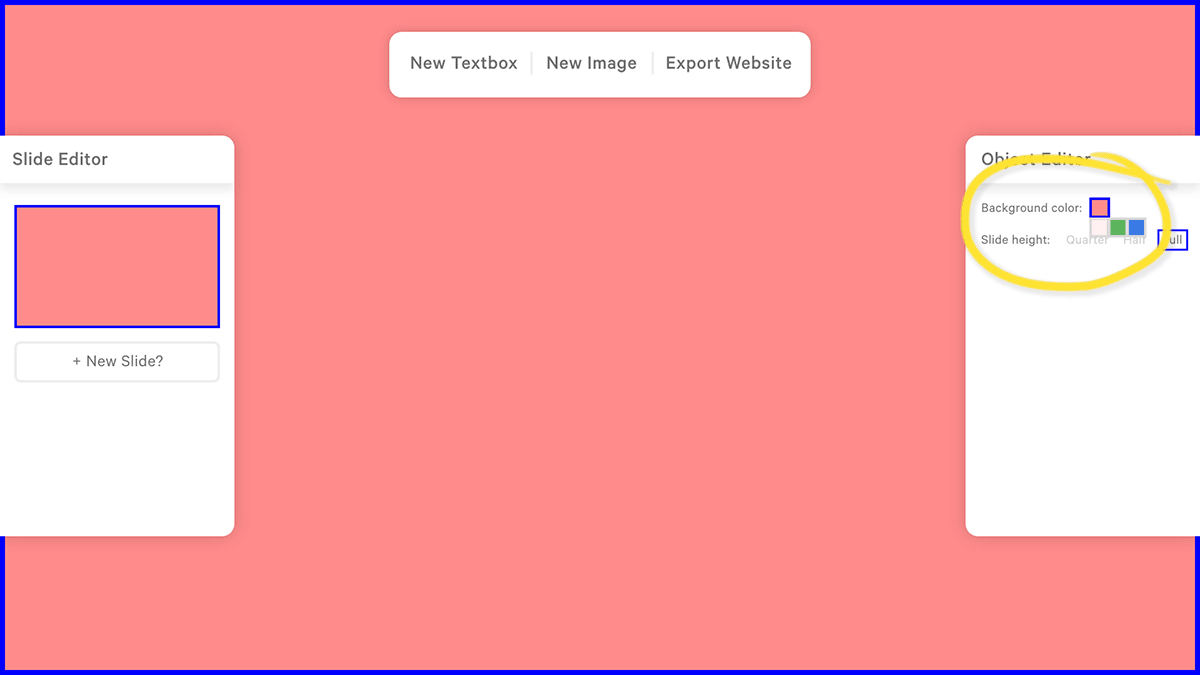 New Textbox New Image Export Website
Slide Editor
+ New Slide?
Object Editor
Background color:
Slide height: Quarter Half Full